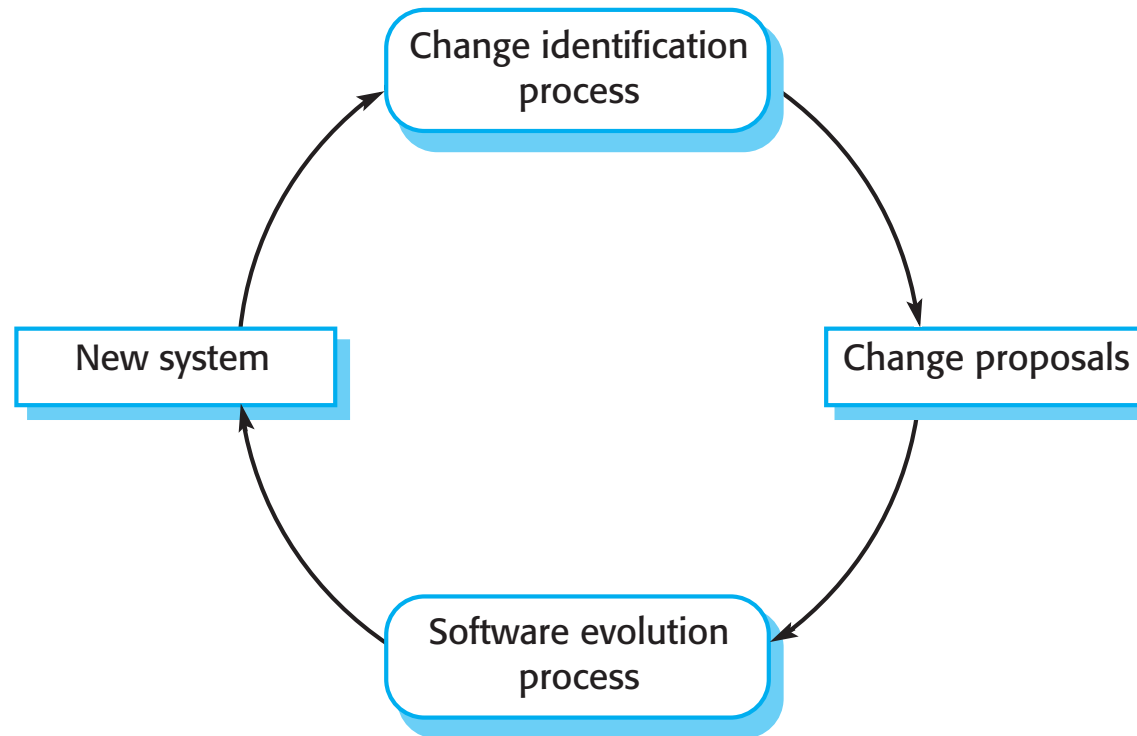 Change identification
process
New system
Change proposals
Software evolution
process